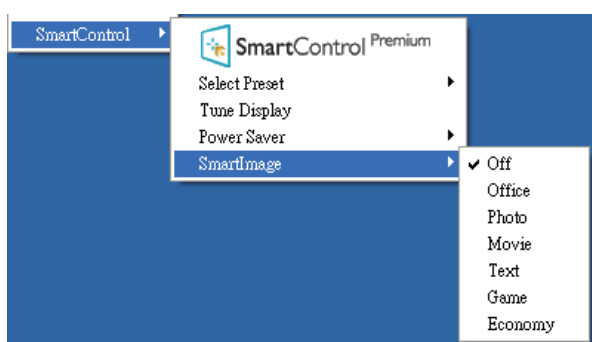 SmartControl
SmartControl Premium
Select Preset
Tune Display
Power Saver
SmartImage
Off
Office
Photo
Movie
Text
Game
Economy